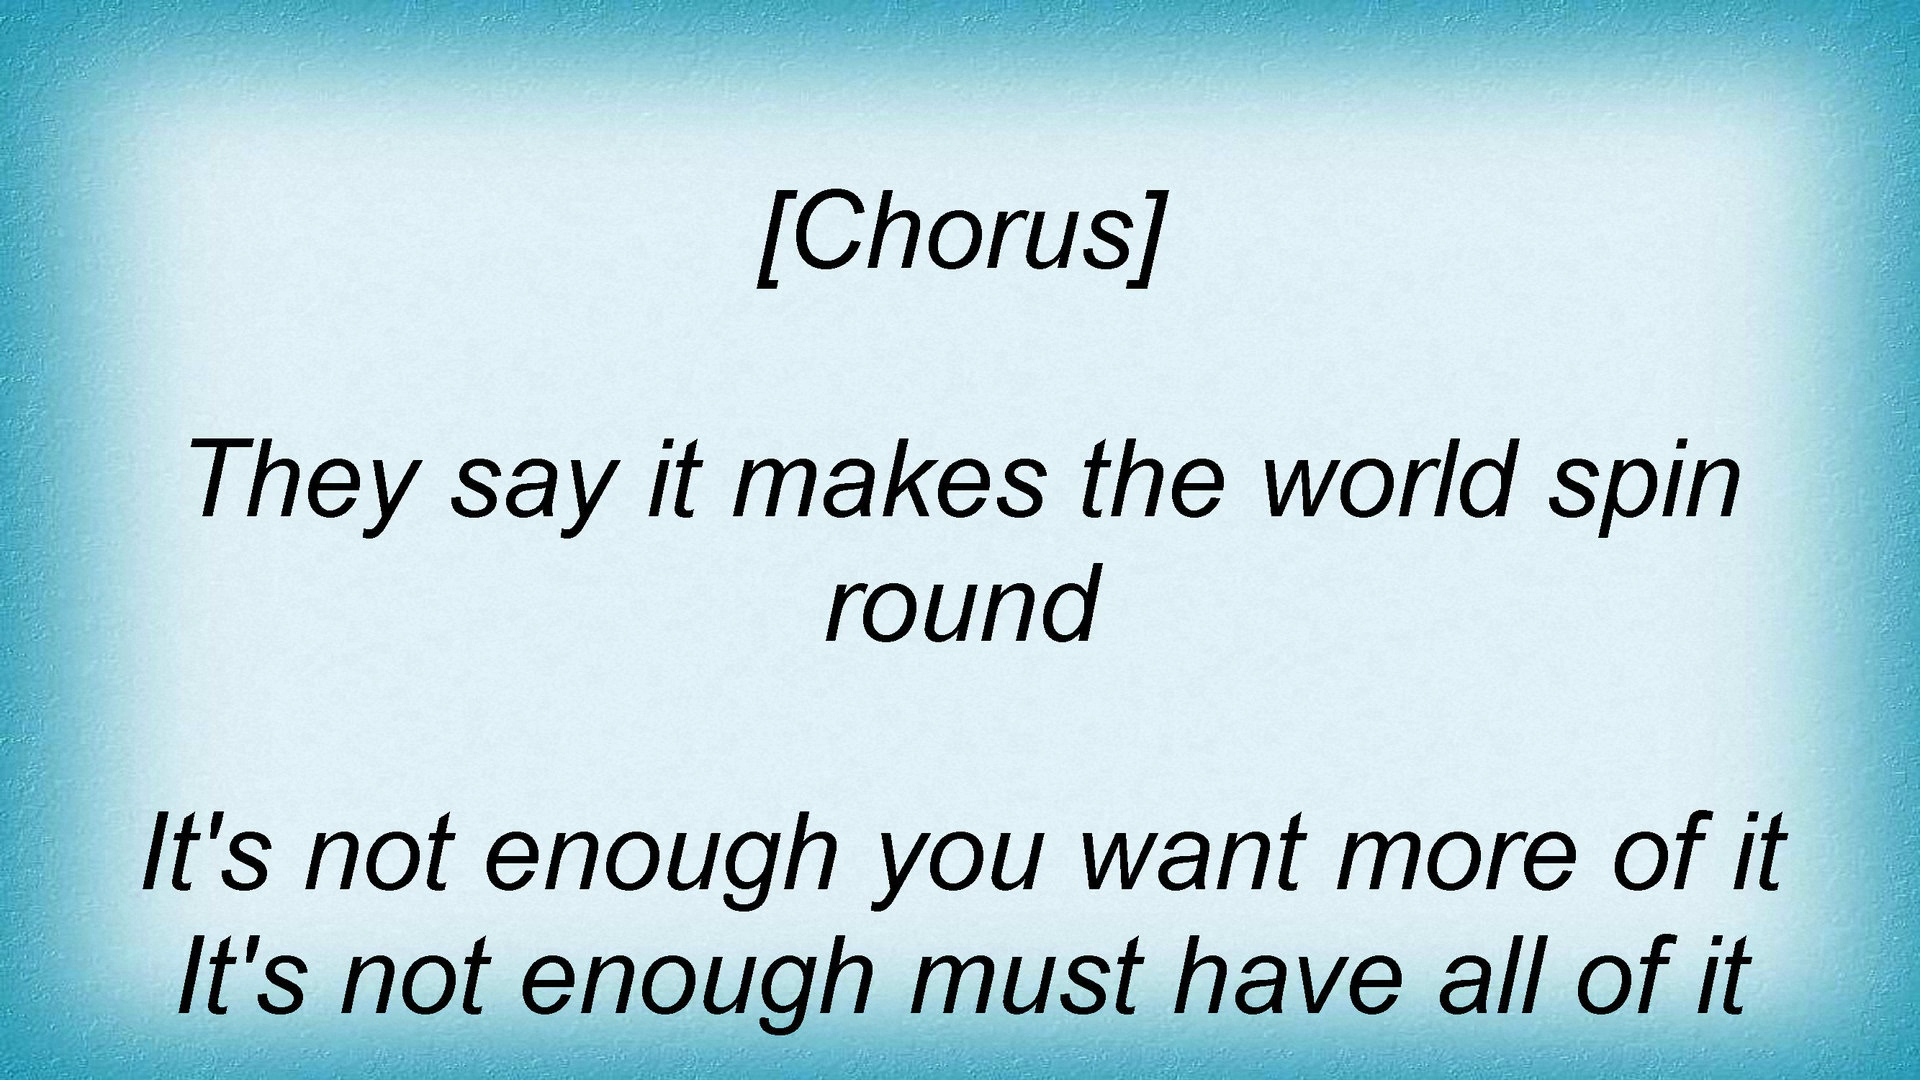 [Chorus]
They say it makes the world spin
round
It's not enough you want more of it
It's not enough must have all of it